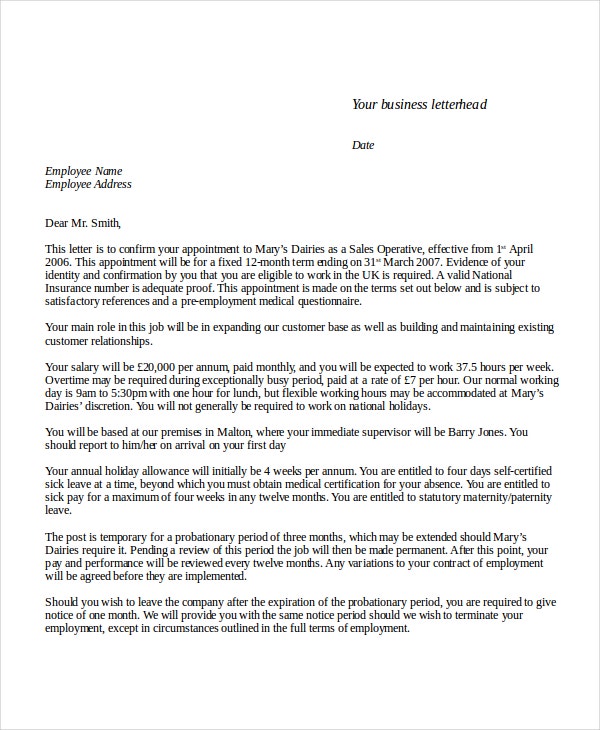 Your business letterhead
Date
Employee Name
Employee Address
Dear Mr. Smith,
This letter is to confirm your appointment to Mary’s Dairies as a Sales Operative, effective from 1st April
2006. This appointment will be for a fixed 12-month term ending on 31st March 2007. Evidence of your
identity and confirmation by you that you are eligible to work in the UK is required. A valid National
Insurance number is adequate proof. This appointment is made on the terms set out below and is subject to
satisfactory references and a pre-employment medical questionnaire.
Your main role in this job will be in expanding our customer base as well as building and maintaining existing
customer relationships.
Your salary will be £20,000 per annum, paid monthly, and you will be expected to work 37.5 hours per week.
Overtime may be required during exceptionally busy period, paid at a rate of £7 per hour. Our normal working
day is 9am to 5:30pm with one hour for lunch, but flexible working hours may be accommodated at Mary’s
Dairies’ discretion. You will not generally be required to work on national holidays.
You will be based at our premises in Malton, where your immediate supervisor will be Barry Jones. You
should report to him/her on arrival on your first day
Your annual holiday allowance will initially be 4 weeks per annum. You are entitled to four days self-certified
sick leave at a time, beyond which you must obtain medical certification for your absence. You are entitled to
sick pay for a maximum of four weeks in any twelve months. You are entitled to statutory maternity/paternity
leave.
The post is temporary for a probationary period of three months, which may be extended should Mary’s
Dairies require it. Pending a review of this period the job will then be made permanent. After this point, your
pay and performance will be reviewed every twelve months. Any variations to your contract of employment
will be agreed before they are implemented.
Should you wish to leave the company after the expiration of the probationary period, you are required to give
notice of one month. We will provide you with the same notice period should we wish to terminate your
employment, except in circumstances outlined in the full terms of employment.